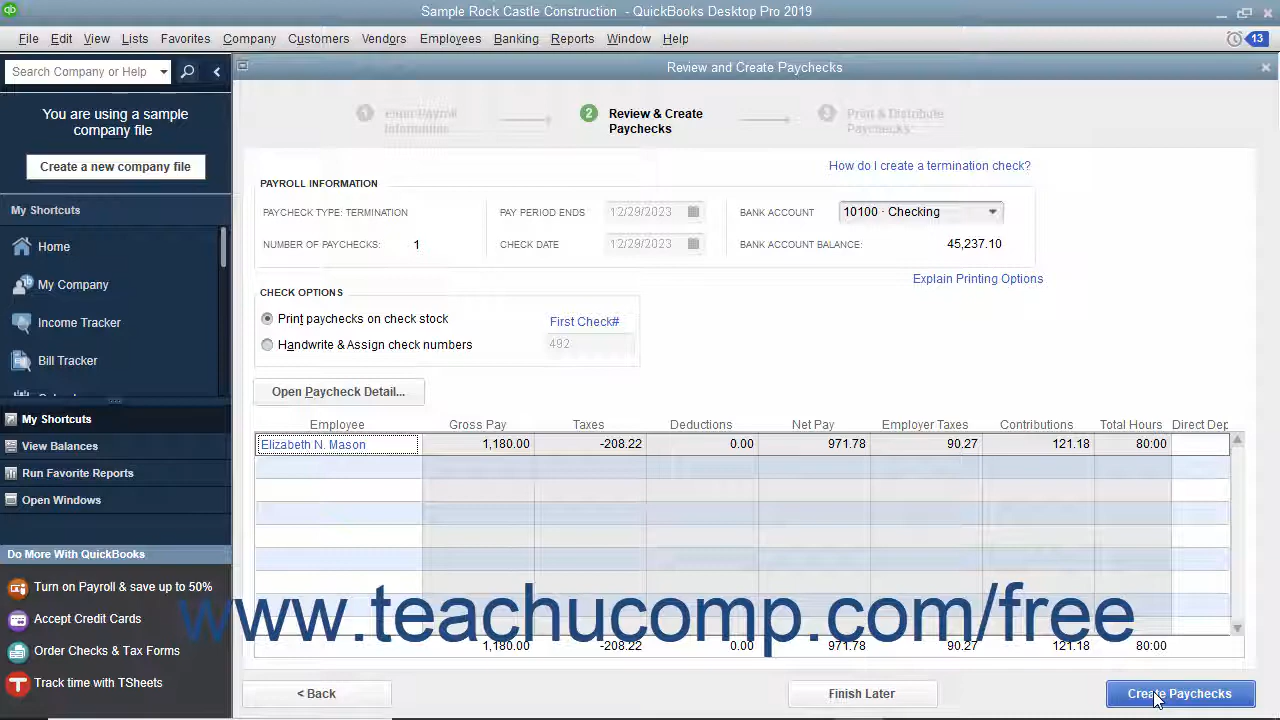 Sample Rock Castle Construction - QuickBooks Desktop Pro 2019
File Edit View Lists Favorites Company Customers Vendors Employees Banking Reports Window Help
13
Search Company or Help
Review and Create Paychecks
You are using a sample
company file
Create a new company file
My Shortcuts
Home
My Company
Income Tracker
Bill Tracker
My Shortcuts
View Balances
Run Favorite Reports
Open Windows
Do More With QuickBooks
Turn on Payroll & save up to 50%
Accept Credit Cards
Order Checks & Tax Forms
Track time with TSheets
1 Enter Payroll
Information
2 Review & Create
Paychecks
3 Print & Distribute
Paychecks
How do I create a termination check?
PAYROLL INFORMATION
PAYCHECK TYPE: TERMINATION PAY PERIOD ENDS 12/29/2023 BANK ACCOUNT 10100 · Checking
NUMBER OF PAYCHECKS: 1 CHECK DATE 12/29/2023 BANK ACCOUNT BALANCE: 45,237.10
Explain Printing Options
CHECK OPTIONS
Print paychecks on check stock First Check#
Handwrite & Assign check numbers 492
Open Paycheck Detail...
Employee Gross Pay Taxes Deductions Net Pay Employer Taxes Contributions Total Hours Direct Dep
Elizabeth N. Mason 1,180.00 -208.22 0.00 971.78 90.27 121.18 80:00
www.teachucomp.com/free
1,180.00 -208.22 0.00 971.78 90.27 121.18 80:00
< Back Finish Later Create Paychecks